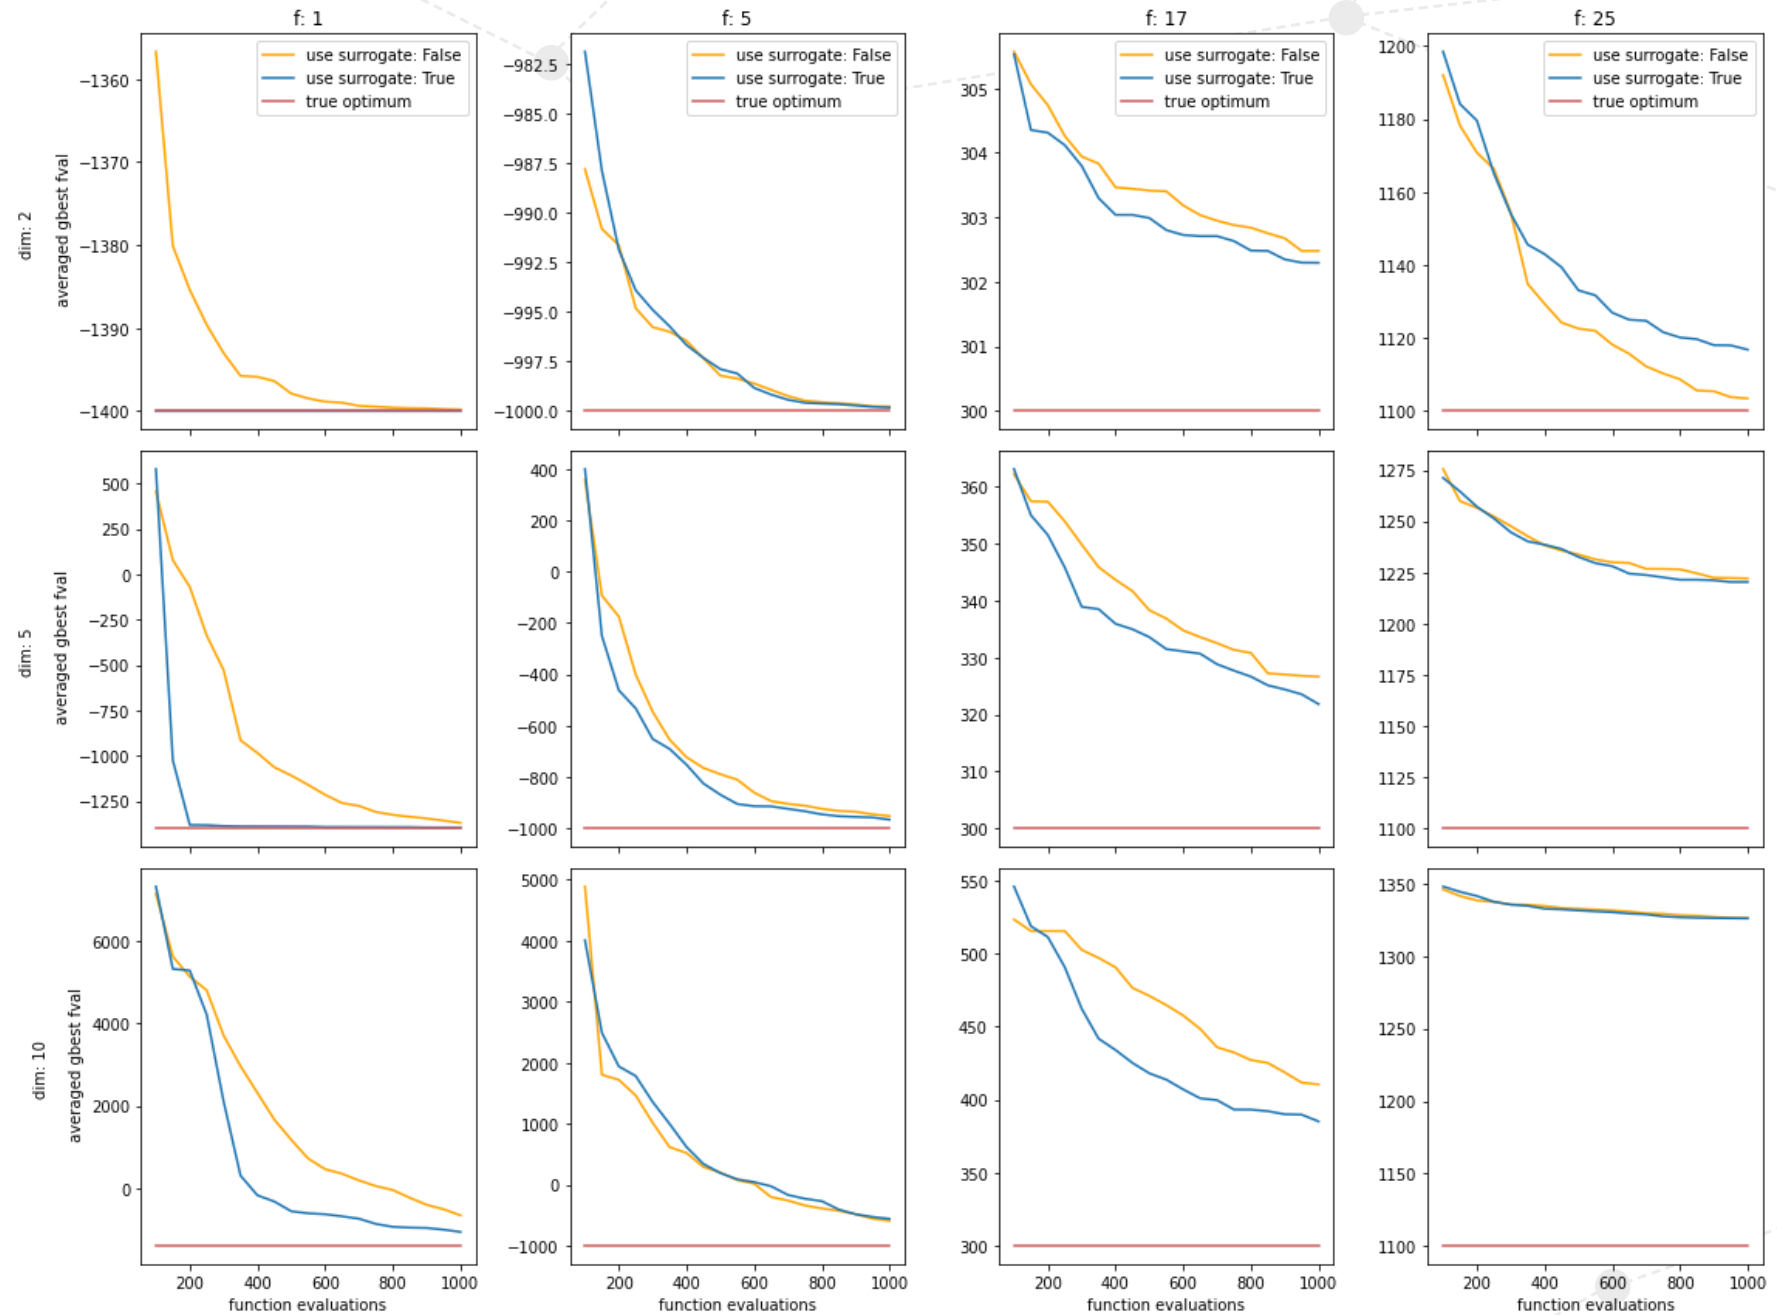 f: 1
f: 5
f: 17
f: 25
use surrogate: False
use surrogate: True
true optimum
use surrogate: False
use surrogate: True
true optimum
use surrogate: False
use surrogate: True
true optimum
use surrogate: False
use surrogate: True
true optimum
dim: 2
averaged gbest fval
−1360
−1370
−1380
−1390
−1400
−982.5
−985.0
−987.5
−990.0
−992.5
−995.0
−997.5
−1000.0
305
304
303
302
301
300
1200
1180
1160
1140
1120
1100
dim: 5
averaged gbest fval
500
250
0
−250
−500
−750
−1000
−1250
400
200
0
−200
−400
−600
−800
−1000
360
350
340
330
320
310
300
1275
1250
1225
1200
1175
1150
1125
1100
dim: 10
averaged gbest fval
6000
4000
2000
0
5000
4000
3000
2000
1000
0
−1000
550
500
450
400
350
300
1350
1300
1250
1200
1150
1100
200 400 600 800 1000
function evaluations
200 400 600 800 1000
function evaluations
200 400 600 800 1000
function evaluations
200 400 600 800 1000
function evaluations